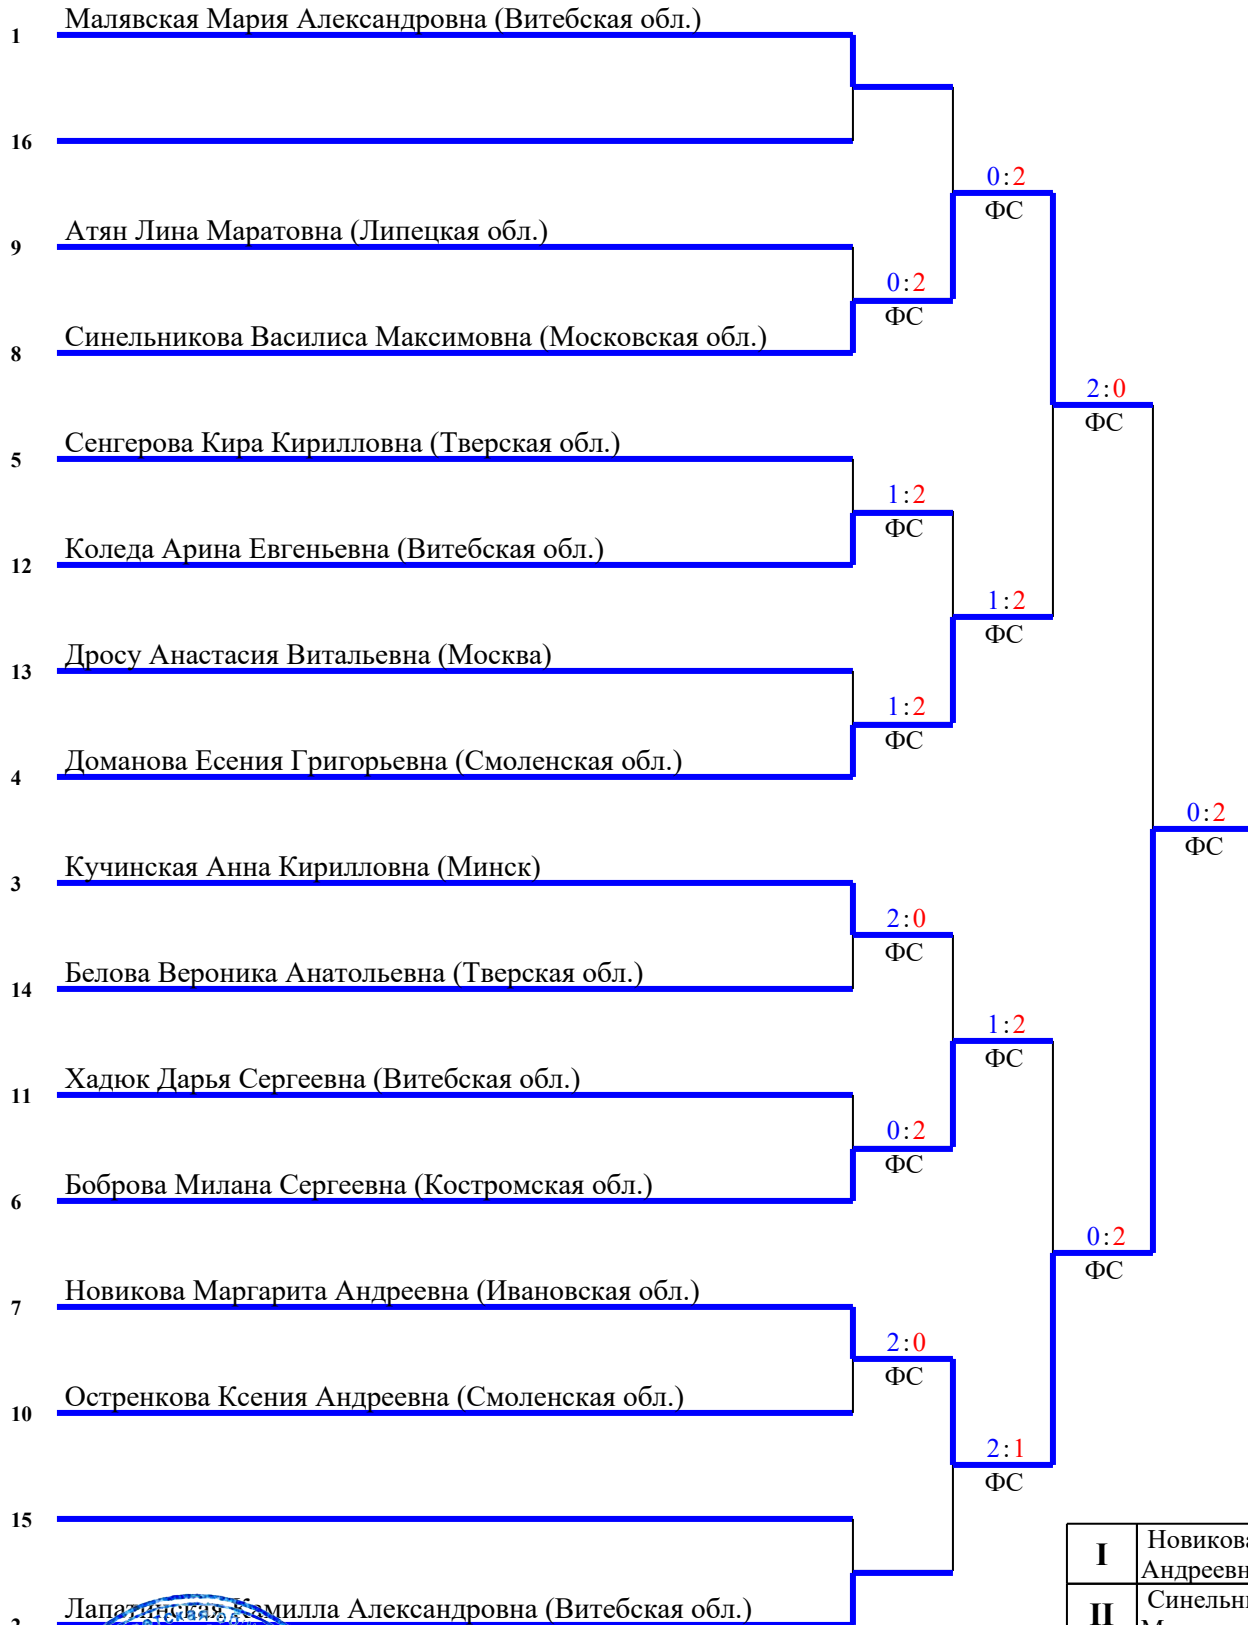 Малявская Мария Александровна (Витебская обл.)
1
16
0:2
ФС
Атян Лина Маратовна (Липецкая обл.)
9
0:2
ФС
Синельникова Василиса Максимовна (Московская обл.)
8
2:0
ФС
Сенгерова Кира Кирилловна (Тверская обл.)
5
1:2
ФС
Коледа Арина Евгеньевна (Витебская обл.)
12
1:2
ФС
Дросу Анастасия Витальевна (Москва)
13
1:2
ФС
Доманова Есения Григорьевна (Смоленская обл.)
4
0:2
ФС
Кучинская Анна Кирилловна (Минск)
3
2:0
ФС
Белова Вероника Анатольевна (Тверская обл.)
14
1:2
ФС
Хадюк Дарья Сергеевна (Витебская обл.)
11
0:2
ФС
Боброва Милана Сергеевна (Костромская обл.)
6
0:2
ФС
Новикова Маргарита Андреевна (Ивановская обл.)
7
2:0
ФС
Остренкова Ксения Андреевна (Смоленская обл.)
10
2:1
ФС
15
I
Новикова
Андреевн
Лапатинская Камилла Александровна (Витебская обл.)
II
Синельни